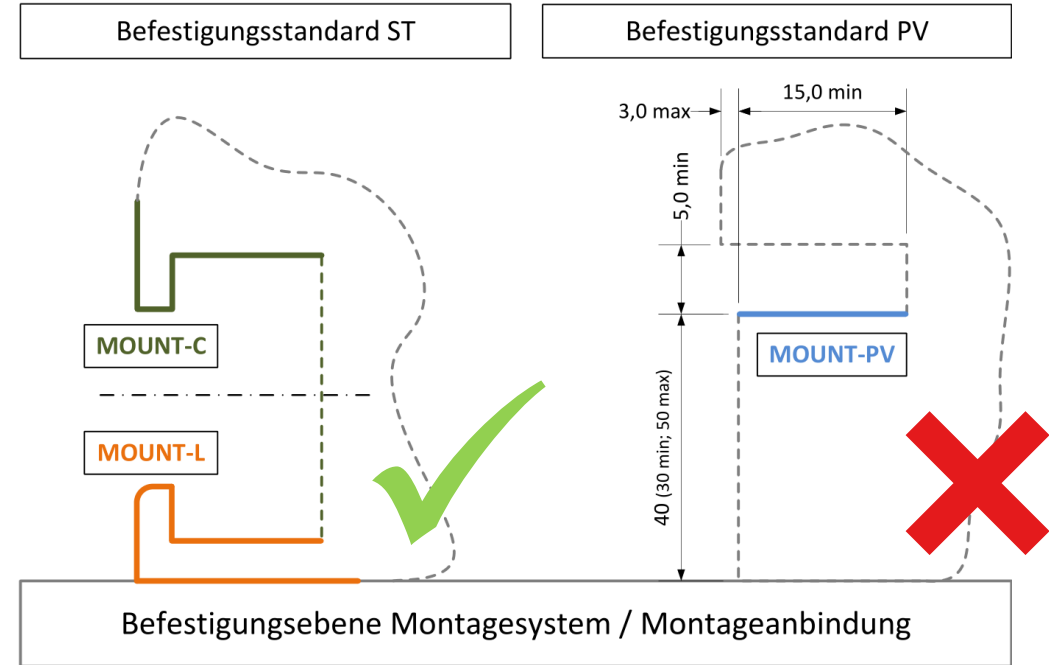 Befestigungsstandard ST
Befestigungsstandard PV
15,0 min
3,0 max
5,0 min
MOUNT-C
MOUNT-PV
MOUNT-L
40 (30 min; 50 max)
Befestigungsebene Montagesystem / Montageanbindung